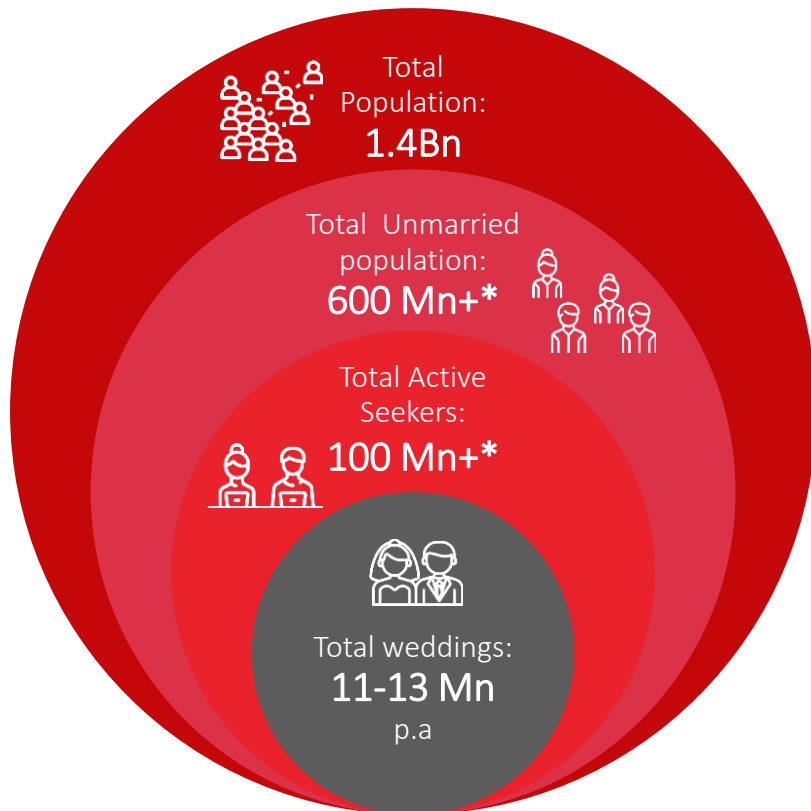 Total
Population:
1.4Bn
Total Unmarried
population:
600 Mn+*
Total Active
Seekers:
100 Mn+*
Total weddings:
11-13 Mn
p.a